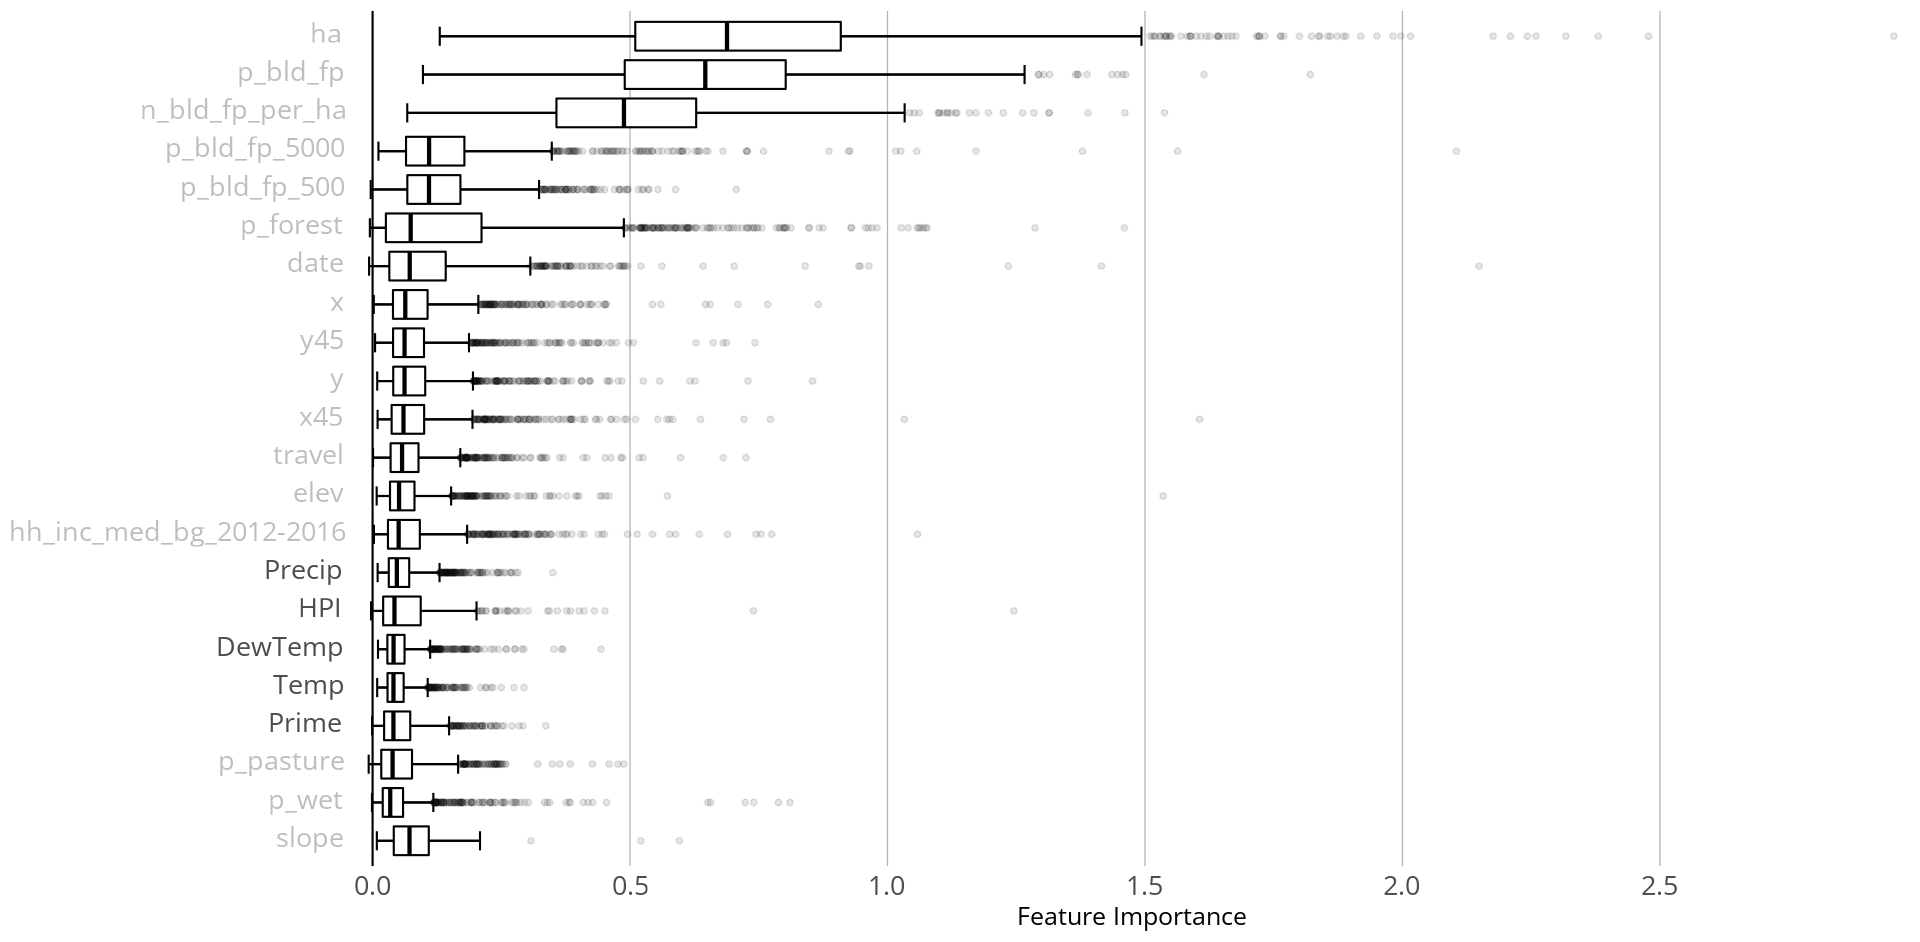 ha
p_bld_fp
n_bld_fp_per_ha
p_bld_fp_5000
p_bld_fp_500
p_forest
date
x
y45
y
x45
travel
elev
hh_inc_med_bg_2012-2016
Precip
HPI
DewTemp
Temp
Prime
p_pasture
p_wet
slope
0.0 0.5 1.0 1.5 2.0 2.5
Feature Importance